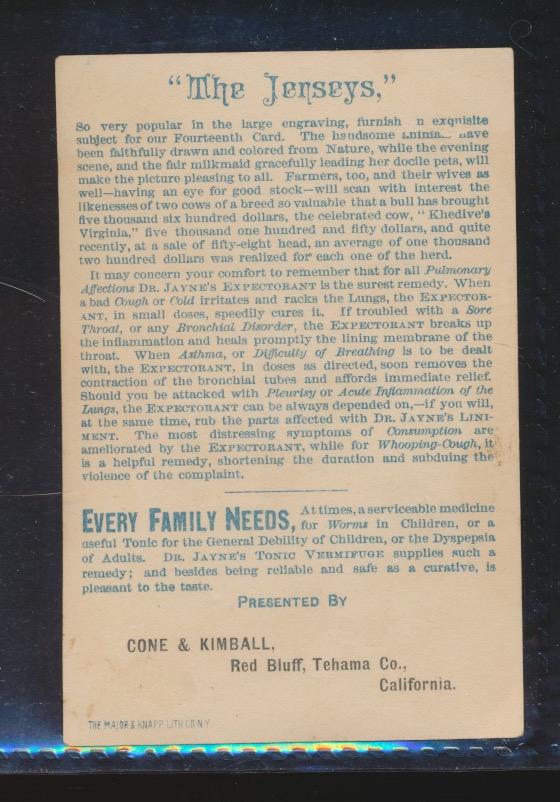 “The Jerseys,”
So very popular in the large engraving, furnish n exquisite
subject for our Fourteenth Card. The handsome have
been faithfully drawn and colored from Nature, while the evening
scene, and the fair milkmaid gracefully leading her docile pets, will
make the picture pleasing to all. Farmers, too, and their wives as
well—having an eye for good stock—will scan with interest the
likenesses of two cows of a breed so valuable that a bull has brought
five thousand six hundred dollars, the celebrated cow, “Khedive's
Virginia,” five thousand one hundred and fifty dollars, and quite
recently, at a sale of fifty-eight head, an average of one thousand
two hundred dollars was realized for each one of the herd.
It may concern your comfort to remember that for all Pulmonary
Affections DR. JAYNE'S EXPECTORANT is the surest remedy. When
a bad Cough or Cold irritates and racks the Lungs, the EXPECTOR-
ANT, in small doses, speedily cures it. If troubled with a Sore
Throat, or any Bronchial Disorder, the EXPECTORANT breaks up
the inflammation and heals promptly the lining membrane of the
throat. When Asthma, or Difficulty of Breathing is to be dealt
with, the EXPECTORANT, in doses as directed, soon removes the
contraction of the bronchial tubes and affords immediate relief.
Should you be attacked with Pleurisy or Acute Inflammation of the
Lungs, the EXPECTORANT can be always depended on,—if you will,
at the same time, rub the parts affected with DR. JAYNE'S LINI-
MENT. The most distressing symptoms of Consumption are
ameliorated by the EXPECTORANT, while for Whooping-Cough, it
is a helpful remedy, shortening the duration and subduing the
violence of the complaint.
EVERY FAMILY NEEDS, At times, a serviceable medicine
for Worms in Children, or a
useful Tonic for the General Debility of Children, or the Dyspepsia
of Adults. DR. JAYNE'S TONIC VERMIFUGE supplies such a
remedy; and besides being reliable and safe as a curative, is
pleasant to the taste.
PRESENTED BY
CONE & KIMBALL,
Red Bluff, Tehama Co.,
California.
THE MAJOR & KNAPP LITH. CO. N.Y